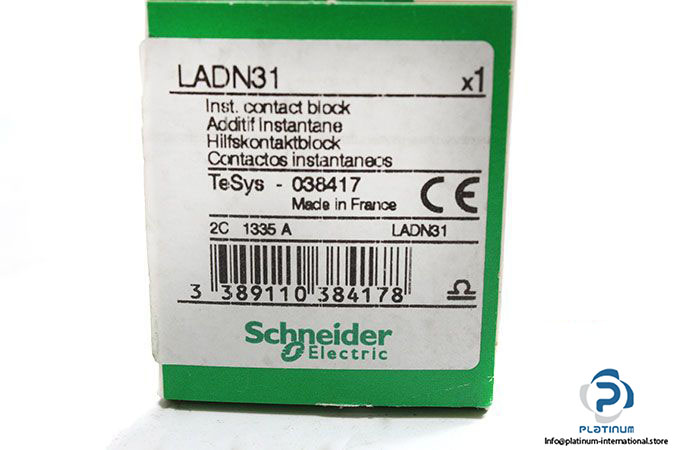 LADN31 x1
Inst. contact block
Additif instantane
Hilfskontaktblock
Contactos instantaneos
TeSys - 038417
Made in France CE
2C 1335 A LADN31
3 389110 384178
Schneider
Electric
PLATINUM
Info@platinum-international.store